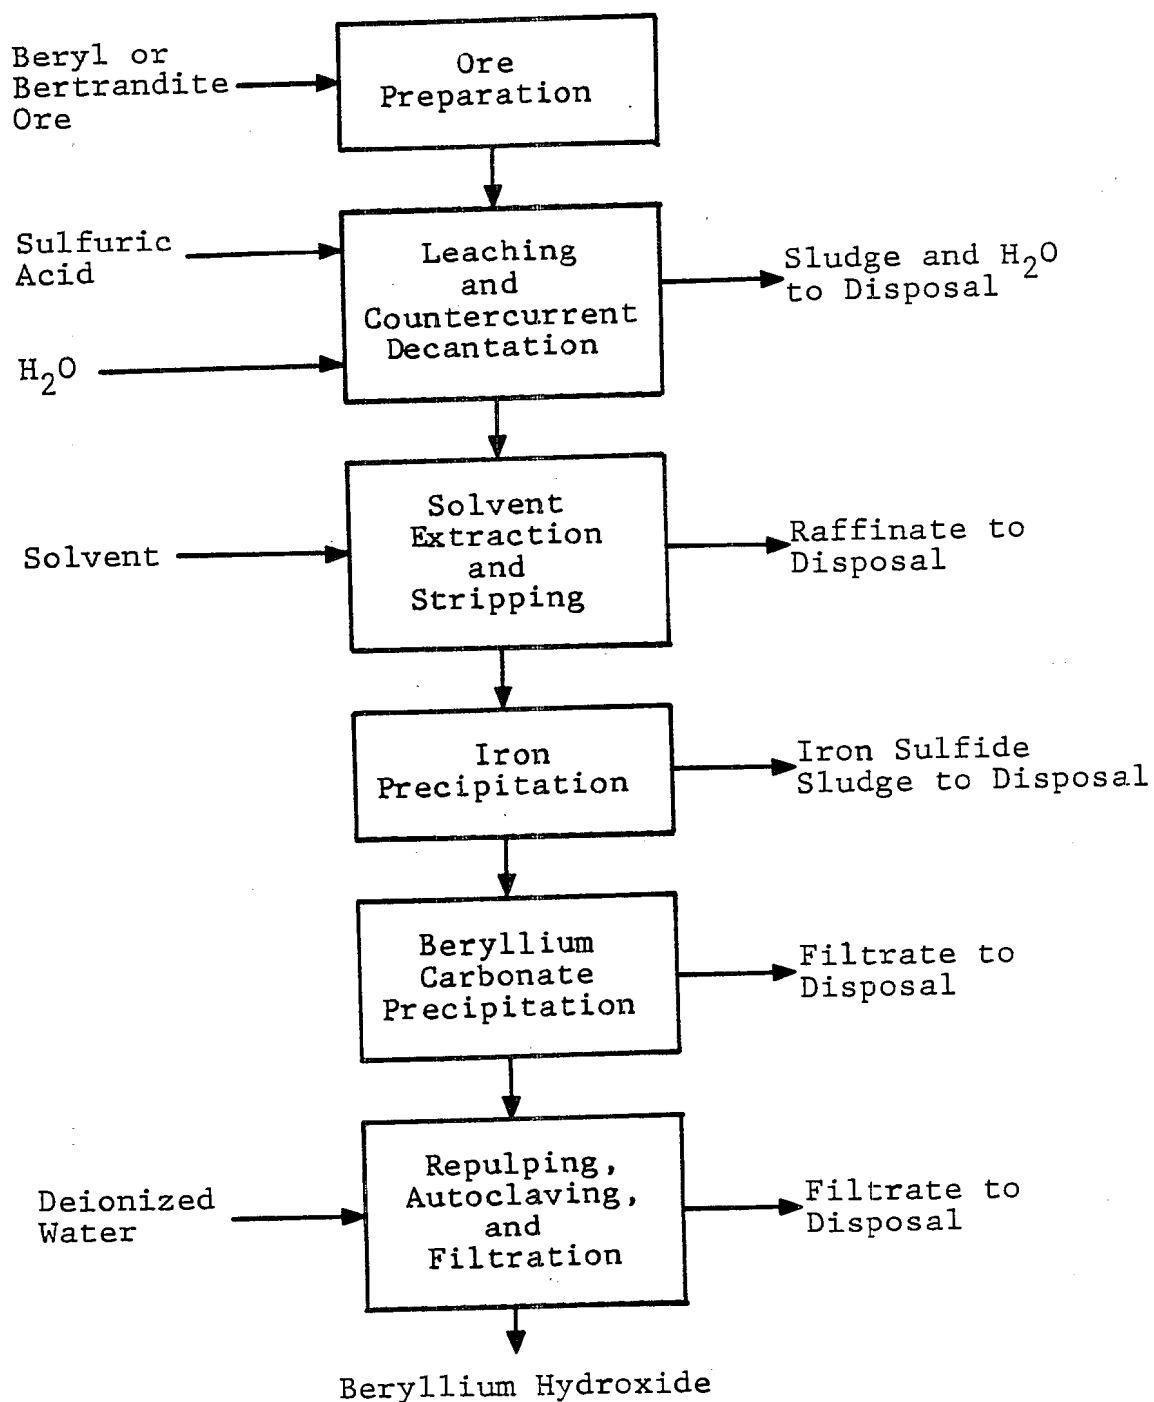 Beryl or
Bertrandite
Ore
Ore
Preparation
Sulfuric
Acid
H₂O
Leaching
and
Countercurrent
Decantation
Sludge and H₂O
to Disposal
Solvent
Solvent
Extraction
and
Stripping
Raffinate to
Disposal
Iron
Precipitation
Iron Sulfide
Sludge to Disposal
Beryllium
Carbonate
Precipitation
Filtrate to
Disposal
Deionized
Water
Repulping,
Autoclaving,
and
Filtration
Filtrate to
Disposal
Beryllium Hydroxide